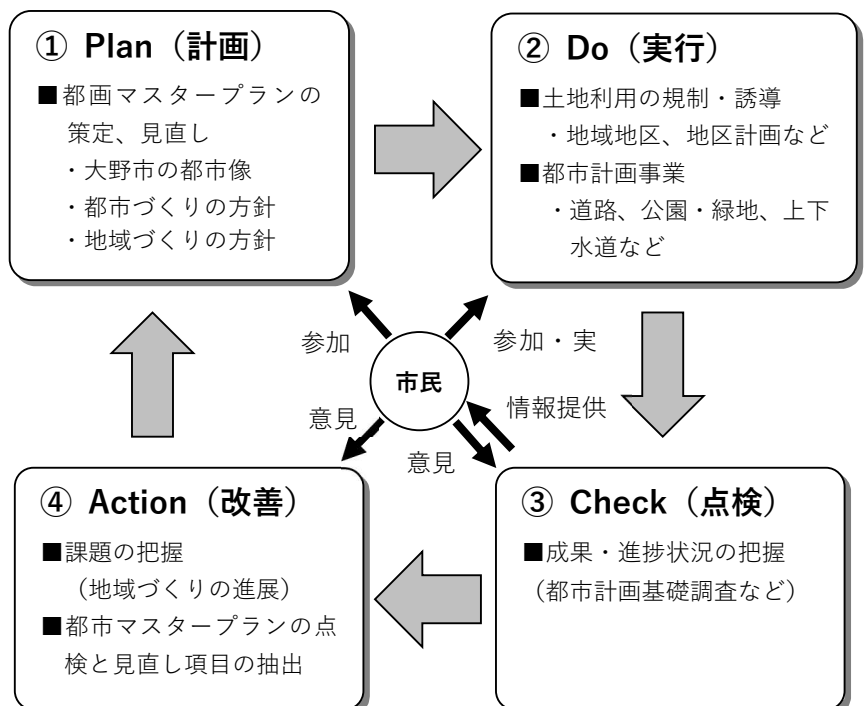 ① Plan（計画）
■都画マスタープランの
策定、見直し
・大野市の都市像
・都市づくりの方針
・地域づくりの方針
② Do（実行）
■土地利用の規制・誘導
・地域地区、地区計画など
■都市計画事業
・道路、公園・緑地、上下
水道など
参加
参加・実
市民
情報提供
意見
意見
④ Action（改善）
■課題の把握
（地域づくりの進展）
■都市マスタープランの点
検と見直し項目の抽出
③ Check（点検）
■成果・進捗状況の把握
（都市計画基礎調査など）